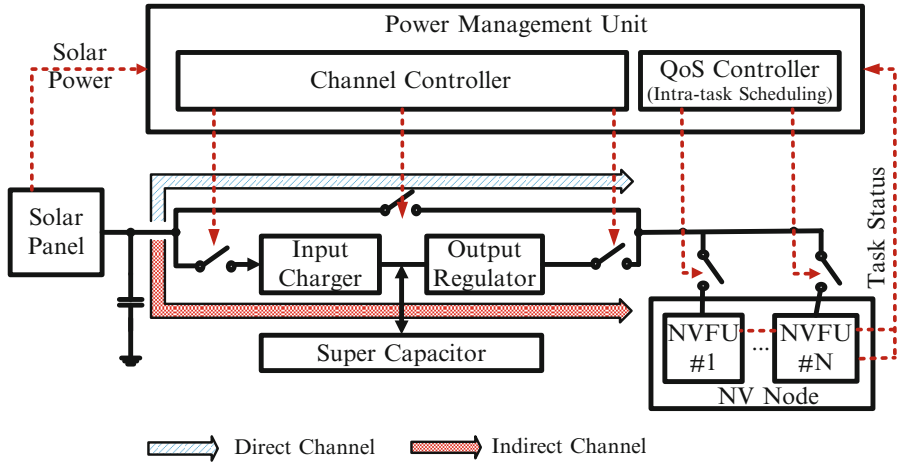 Power Management Unit
Solar
Power
Channel Controller
QoS Controller
(Intra-task Scheduling)
Solar
Panel
Input
Charger
Output
Regulator
Super Capacitor
Task Status
NVFU
#1
...
NVFU
#N
NV Node
Direct Channel
Indirect Channel